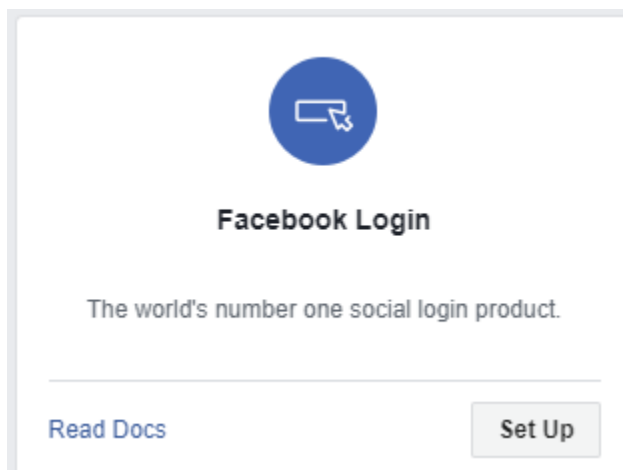 Facebook Login
The world's number one social login product.
Read Docs
Set Up